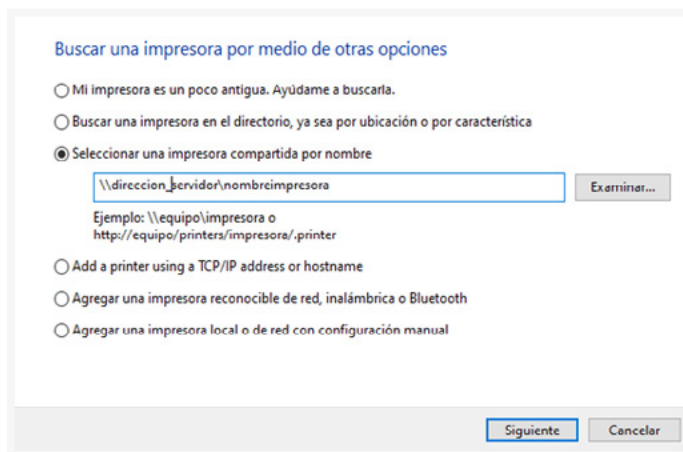 Buscar una impresora por medio de otras opciones
Mi impresora es un poco antigua. Ayúdame a buscarla.
Buscar una impresora en el directorio, ya sea por ubicación o por característica
Seleccionar una impresora compartida por nombre
\\direccion_servidor\nombreimpresora
Examinar...
Ejemplo: \\equipo\impresora o
http://equipo/printers/impresora/.printer
Add a printer using a TCP/IP address or hostname
Agregar una impresora reconocible de red, inalámbrica o Bluetooth
Agregar una impresora local o de red con configuración manual
Siguiente
Cancelar